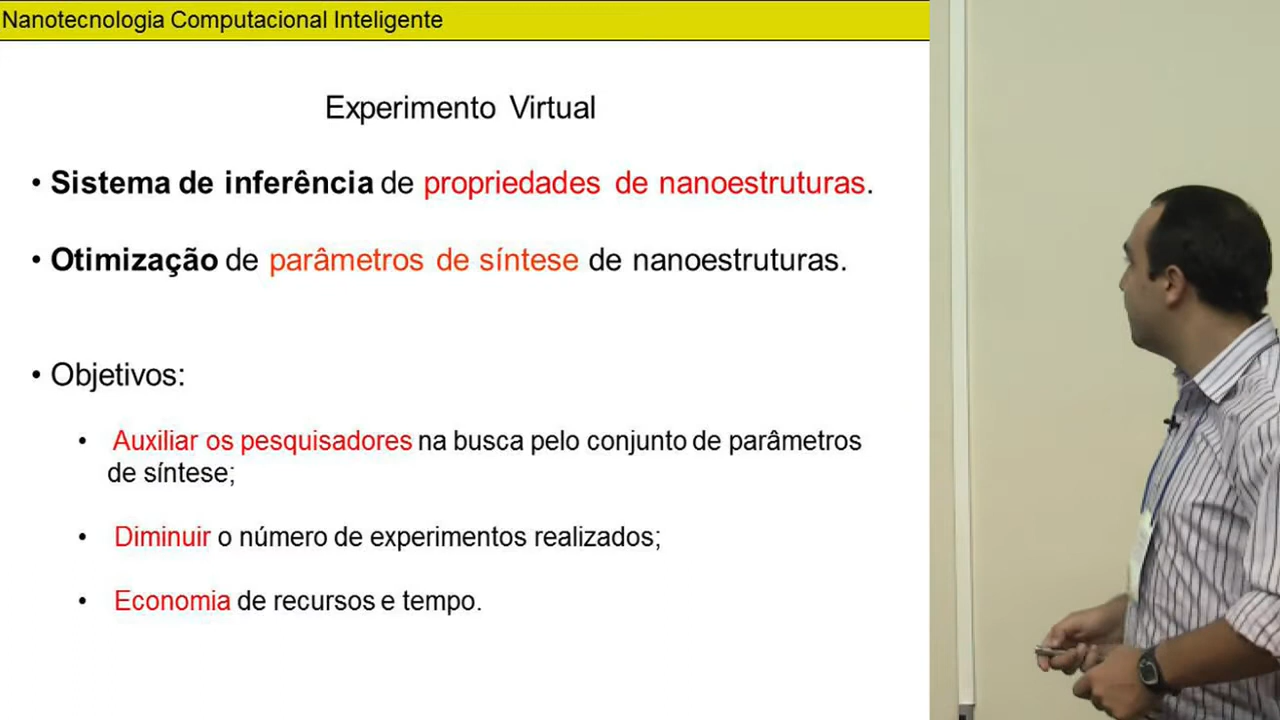 Nanotecnologia Computacional Inteligente
Experimento Virtual
• Sistema de inferência de propriedades de nanoestruturas.
• Otimização de parâmetros de síntese de nanoestruturas.
• Objetivos:
• Auxiliar os pesquisadores na busca pelo conjunto de parâmetros
de síntese;
• Diminuir o número de experimentos realizados;
• Economia de recursos e tempo.